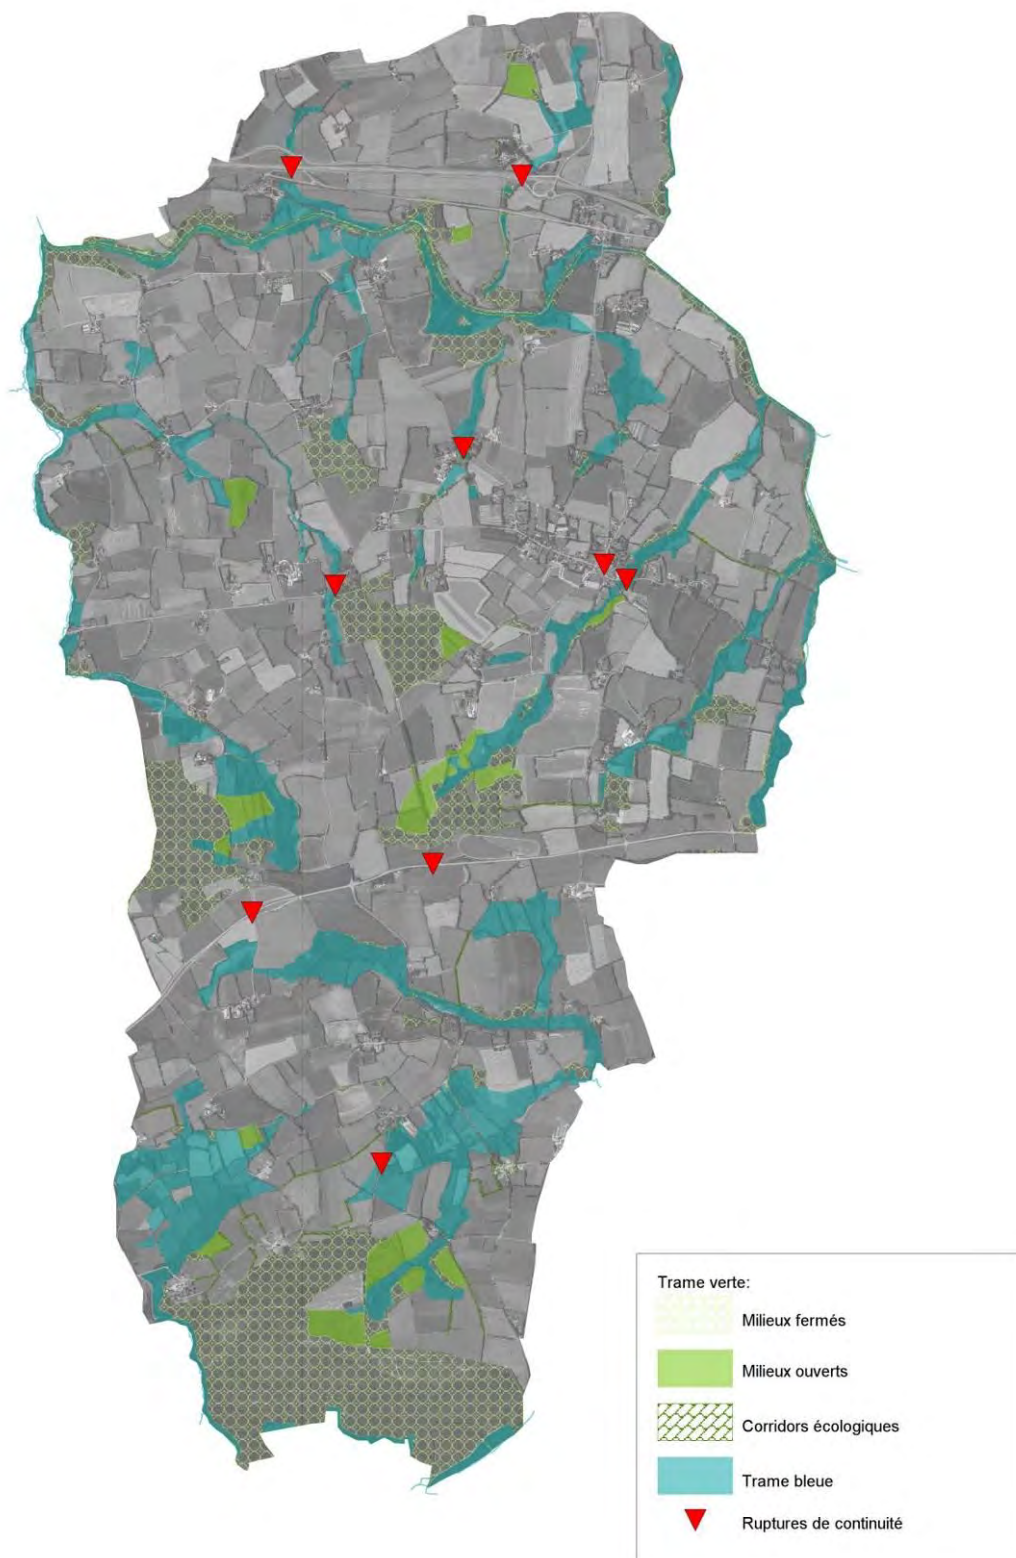 Trame verte:
Milieux fermés
Milieux ouverts
Corridors écologiques
Trame bleue
Ruptures de continuité